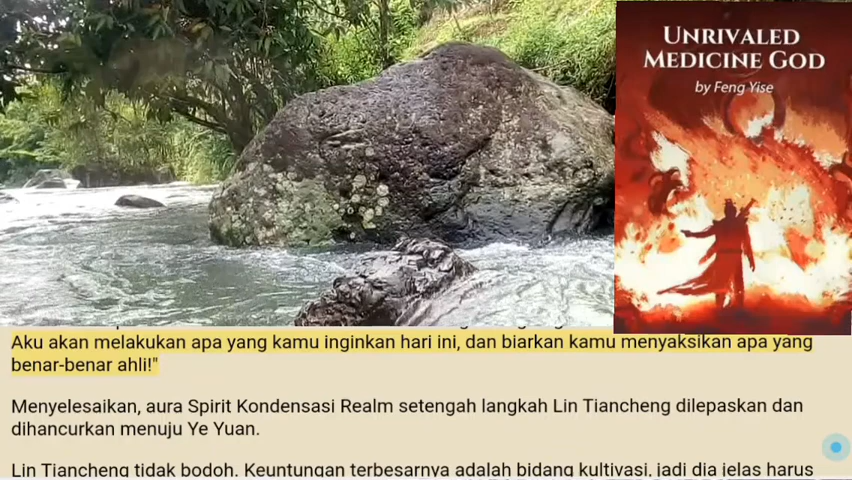 UNRIVALED
MEDICINE GOD
by Feng Yise
Aku akan melakukan apa yang kamu inginkan hari ini, dan biarkan kamu menyaksikan apa yang
benar-benar ahli!"
Menyelesaikan, aura Spirit Kondensasi Realm setengah langkah Lin Tiancheng dilepaskan dan
dihancurkan menuju Ye Yuan.
Lin Tiancheng tidak bodoh. Keuntungan terbesarnya adalah bidang kultivasi, jadi dia jelas harus